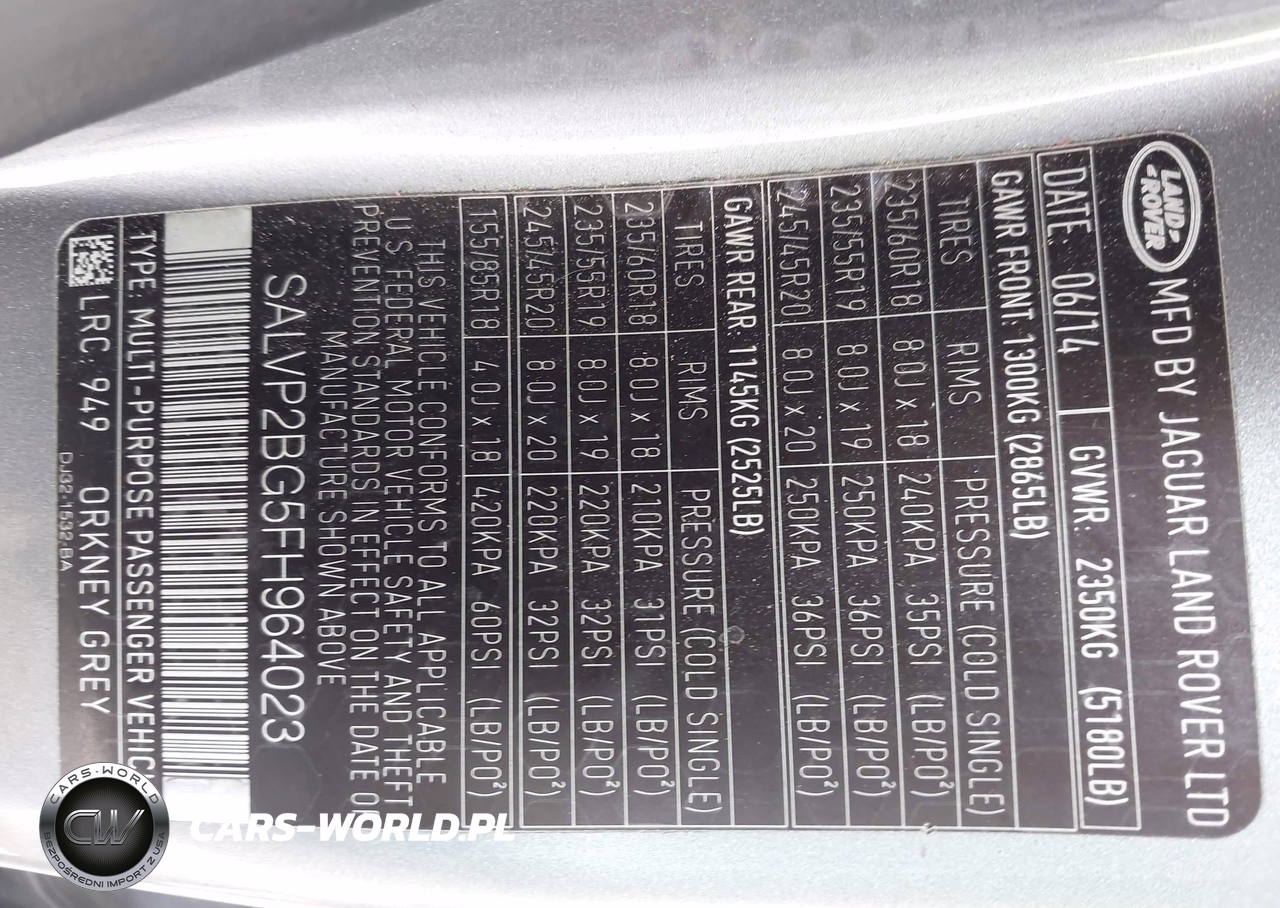 LAND-
-ROVER
MFD BY JAGUAR LAND ROVER LTD
DATE: 06/14 GVWR: 2350KG (5180LB)
GAWR FRONT: 1300KG (2865LB)
TIRES RIMS PRESSURE (COLD SINGLE)
235/60R18 8.0J x 18 240KPA 35PSI (LB/PO²)
235/55R19 8.0J x 19 250KPA 36PSI (LB/PO²)
245/45R20 8.0J x 20 250KPA 36PSI (LB/PO²)
GAWR REAR: 1145KG (2525LB)
TIRES RIMS PRESSURE (COLD SINGLE)
235/60R18 8.0J x 18 210KPA 31PSI (LB/PO²)
235/55R19 8.0J x 19 220KPA 32PSI (LB/PO²)
245/45R20 8.0J x 20 220KPA 32PSI (LB/PO²)
155/85R18 4.0J x 18 420KPA 60PSI (LB/PO²)
THIS VEHICLE CONFORMS TO ALL APPLICABLE
U.S. FEDERAL MOTOR VEHICLE SAFETY AND THEFT
PREVENTION STANDARDS IN EFFECT ON THE DATE O
MANUFACTURE SHOWN ABOVE
SALVP2BG5FH964023
TYPE: MULTI-PURPOSE PASSENGER VEHIC
LRC. 949 ORKNEY GREY
DJ32-1532-BA
CARS-WORLD
CW
BEZPOŚREDNI IMPORT Z USA
CARS-WORLD.PL